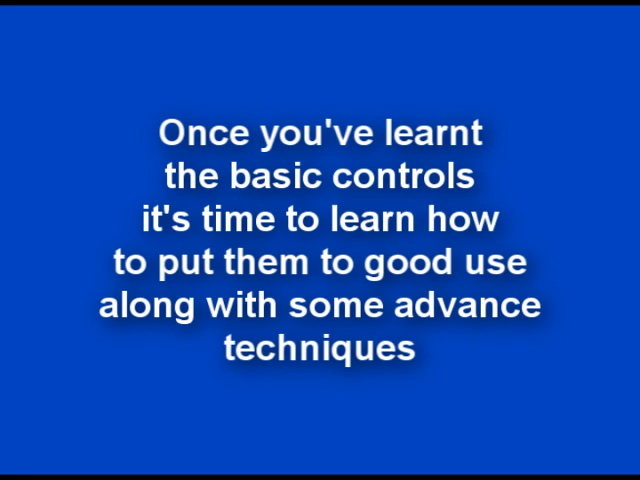 Once you've learnt
the basic controls
it's time to learn how
to put them to good use
along with some advance
techniques